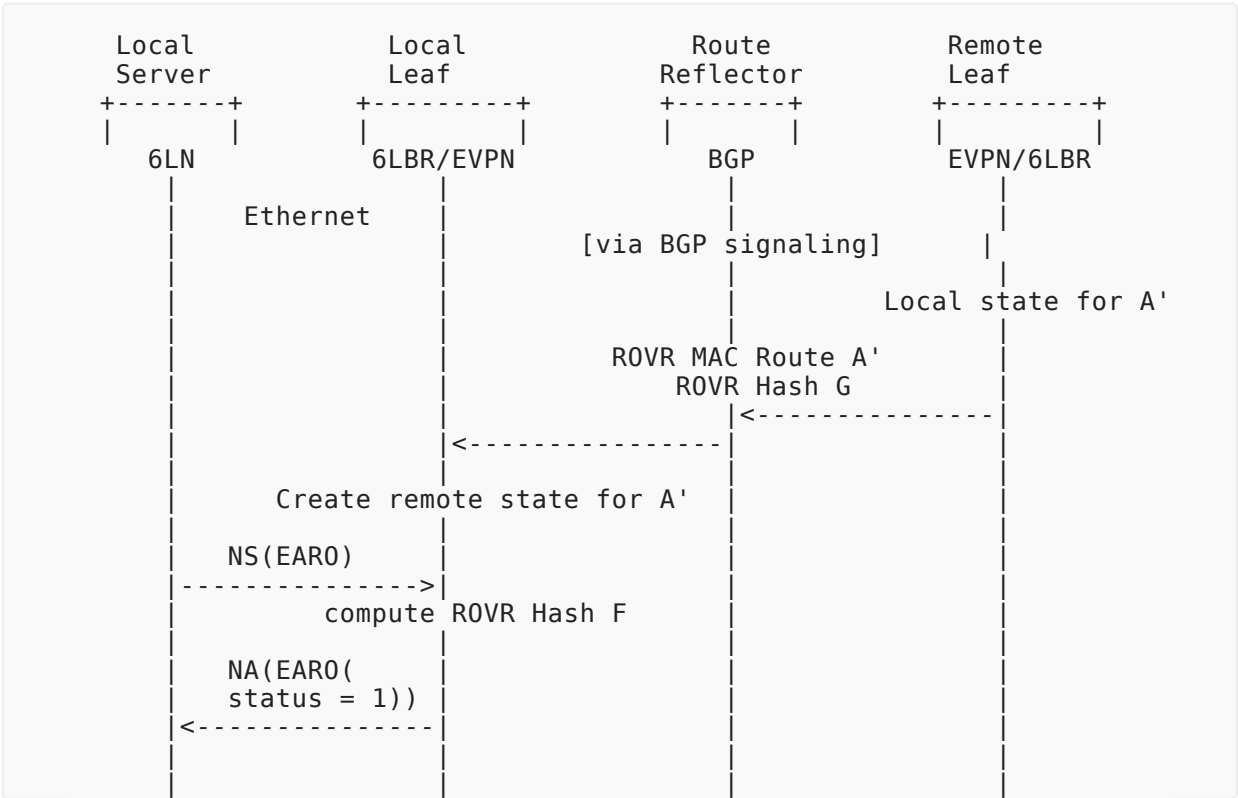 Local Local Route Remote
Server Leaf Reflector Leaf
+-------+ +---------+ +-------+ +---------+
| | | | | | | |
6LN 6LBR/EVPN BGP EVPN/6LBR
| | | |
| Ethernet | | |
| | [via BGP signaling] |
| | | |
| | | Local state for A'
| | | |
| | ROVR MAC Route A' |
| | ROVR Hash G |
| | |<---------------|
| |<----------------| |
| | | |
| Create remote state for A' | |
| | | |
| NS(EARO) | | |
|--------------->| | |
| compute ROVR Hash F | |
| | | |
| NA(EARO( | | |
| status = 1)) | | |
|<---------------| | |
| | | |
| | | |